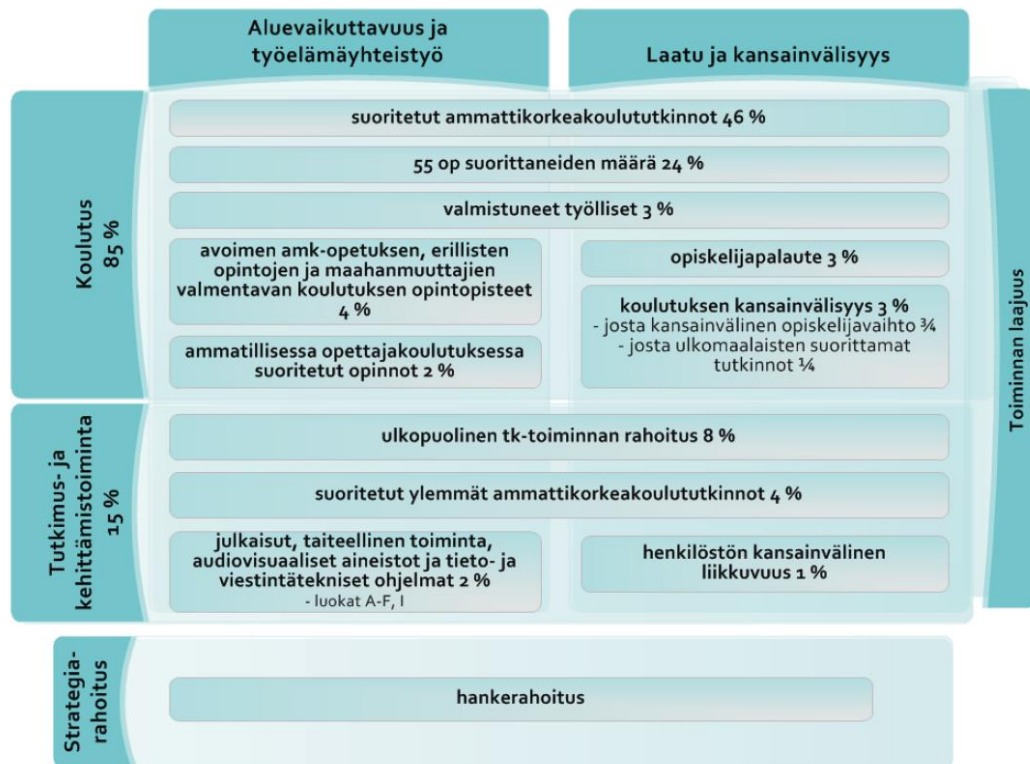 Aluevaikuttavuus ja
työelämäyhteistyö
Laatu ja kansainvälisyys
Koulutus
85 %
suoritetut ammattikorkeakoulututkinnot 46 %
55 op suorittaneiden määrä 24 %
valmistuneet työlliset 3 %
avoimen amk-opetuksen, erillisten
opintojen ja maahanmuuttajien
valmentavan koulutuksen opintopisteet
4 %
ammatillisessa opettajakoulutuksessa
suoritetut opinnot 2 %
opiskelijapalaute 3 %
koulutuksen kansainvälisyys 3 %
- josta kansainvälinen opiskelijavaihto ¾
- josta ulkomaalaisten suorittamat
tutkinnot ¼
Toiminnan laajuus
Tutkimus- ja
kehittämistoiminta
15 %
ulkopuolinen tk-toiminnan rahoitus 8 %
suoritetut ylemmät ammattikorkeakoulututkinnot 4 %
julkaisut, taiteellinen toiminta,
audiovisuaaliset aineistot ja tieto- ja
viestintätekniset ohjelmat 2 %
- luokat A-F, I
henkilöstön kansainvälinen
liikkuvuus 1 %
Strategia-
rahoitus
hankerahoitus